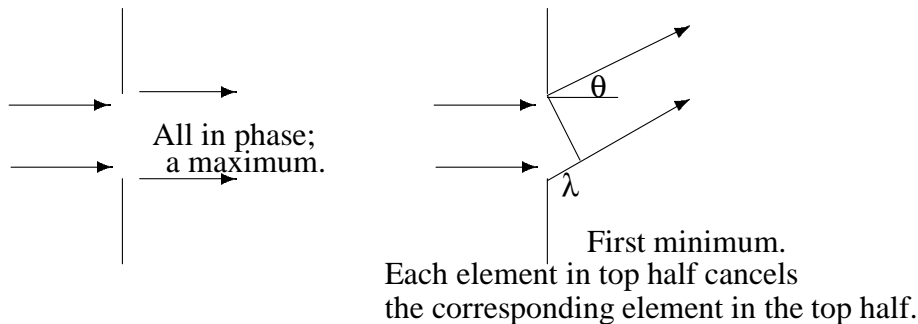 All in phase;
a maximum.
θ
λ
First minimum.
Each element in top half cancels
the corresponding element in the top half.